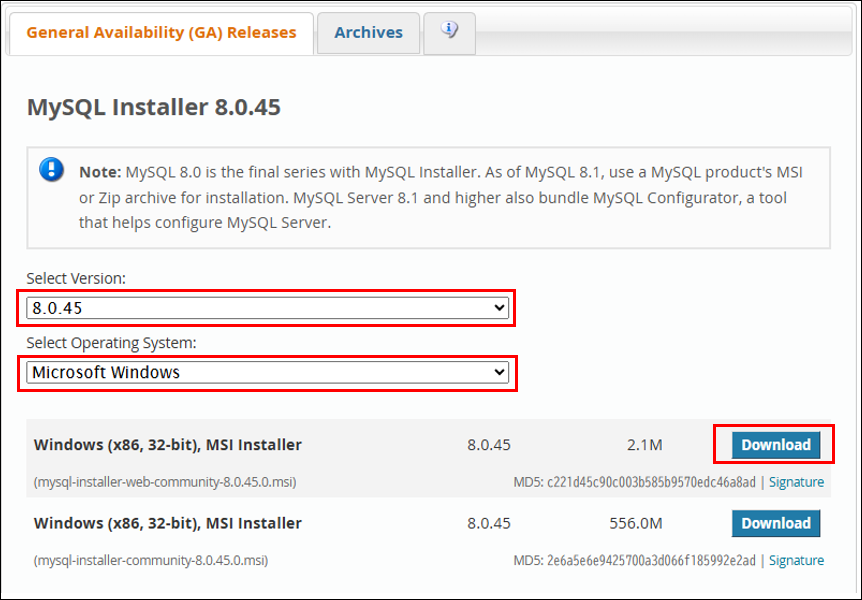 General Availability (GA) Releases
Archives
MySQL Installer 8.0.45
Note: MySQL 8.0 is the final series with MySQL Installer. As of MySQL 8.1, use a MySQL product's MSI
or Zip archive for installation. MySQL Server 8.1 and higher also bundle MySQL Configurator, a tool
that helps configure MySQL Server.
Select Version:
8.0.45
Select Operating System:
Microsoft Windows
Windows (x86, 32-bit), MSI Installer 8.0.45 2.1M Download
(mysql-installer-web-community-8.0.45.0.msi) MD5: c221d45c90c003b585b9570edc46a8ad | Signature
Windows (x86, 32-bit), MSI Installer 8.0.45 556.0M Download
(mysql-installer-community-8.0.45.0.msi) MD5: 2e6a5e6e9425700a3d066f185992e2ad | Signature